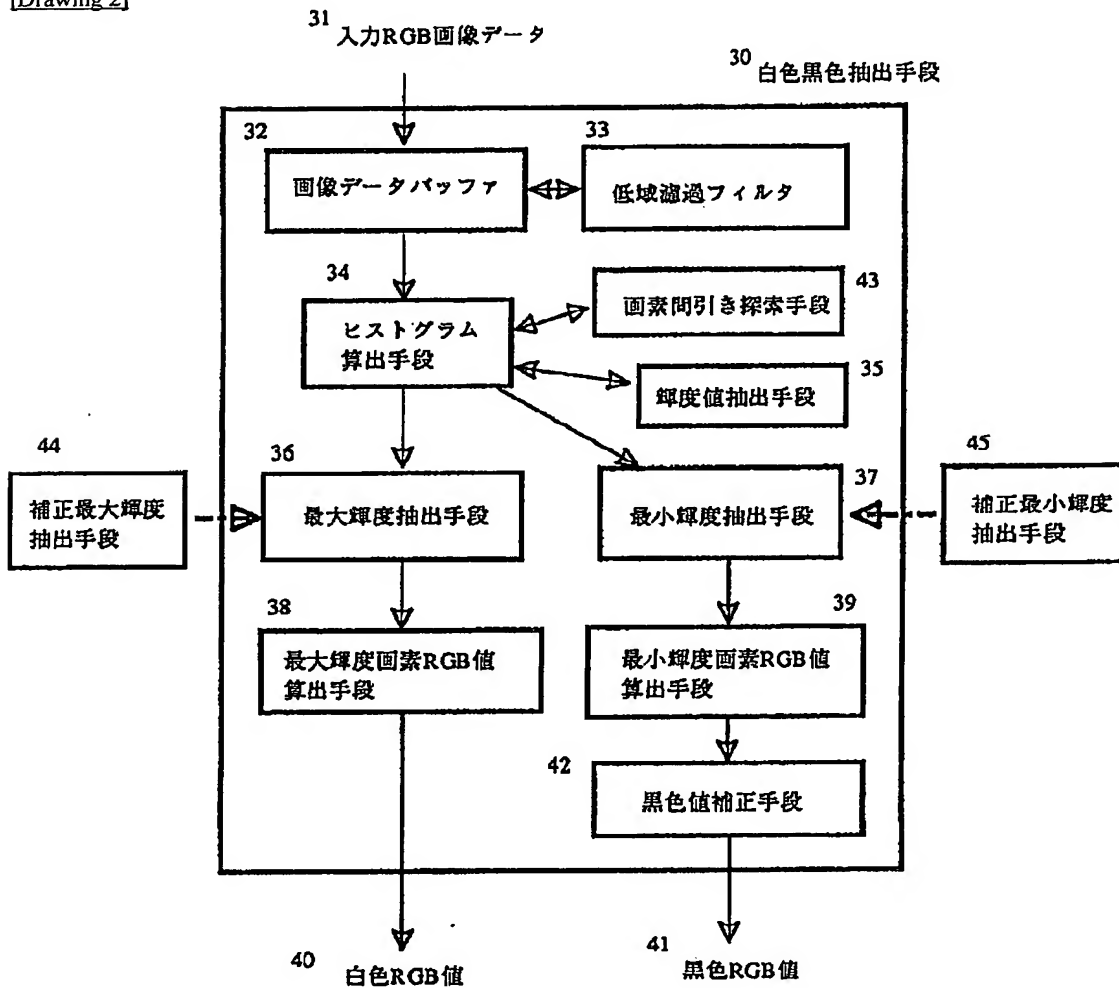 [Drawing 2]
31 入力RGB画像データ
30 白色黒色抽出手段
32
画像データバッファ
33
低域濾過フィルタ
34
ヒストグラム
算出手段
43
画素間引き探索手段
35
輝度値抽出手段
44
補正最大輝度
抽出手段
36
最大輝度抽出手段
37
最小輝度抽出手段
45
補正最小輝度
抽出手段
38
最大輝度画素RGB値
算出手段
39
最小輝度画素RGB値
算出手段
42
黒色値補正手段
40 白色RGB値
41 黒色RGB値